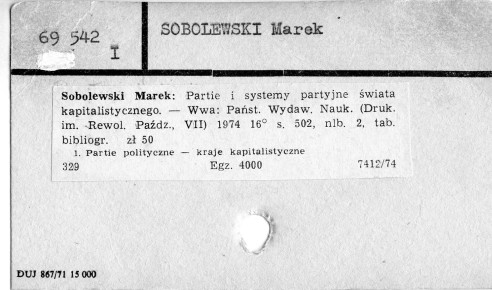 69 542
I
SOBOLEWSKI Marek
Sobolewski Marek: Partie i systemy partyjne świata
kapitalistycznego. — Wwa: Państ. Wydaw. Nauk. (Druk.
im. Rewol. Paźdz., VII) 1974 16° s. 502, nlb. 2, tab.
bibliogr. zł 50
1. Partie polityczne — kraje kapitalistyczne
329 Egz. 4000 7412/74
DUJ 867/71 15 000